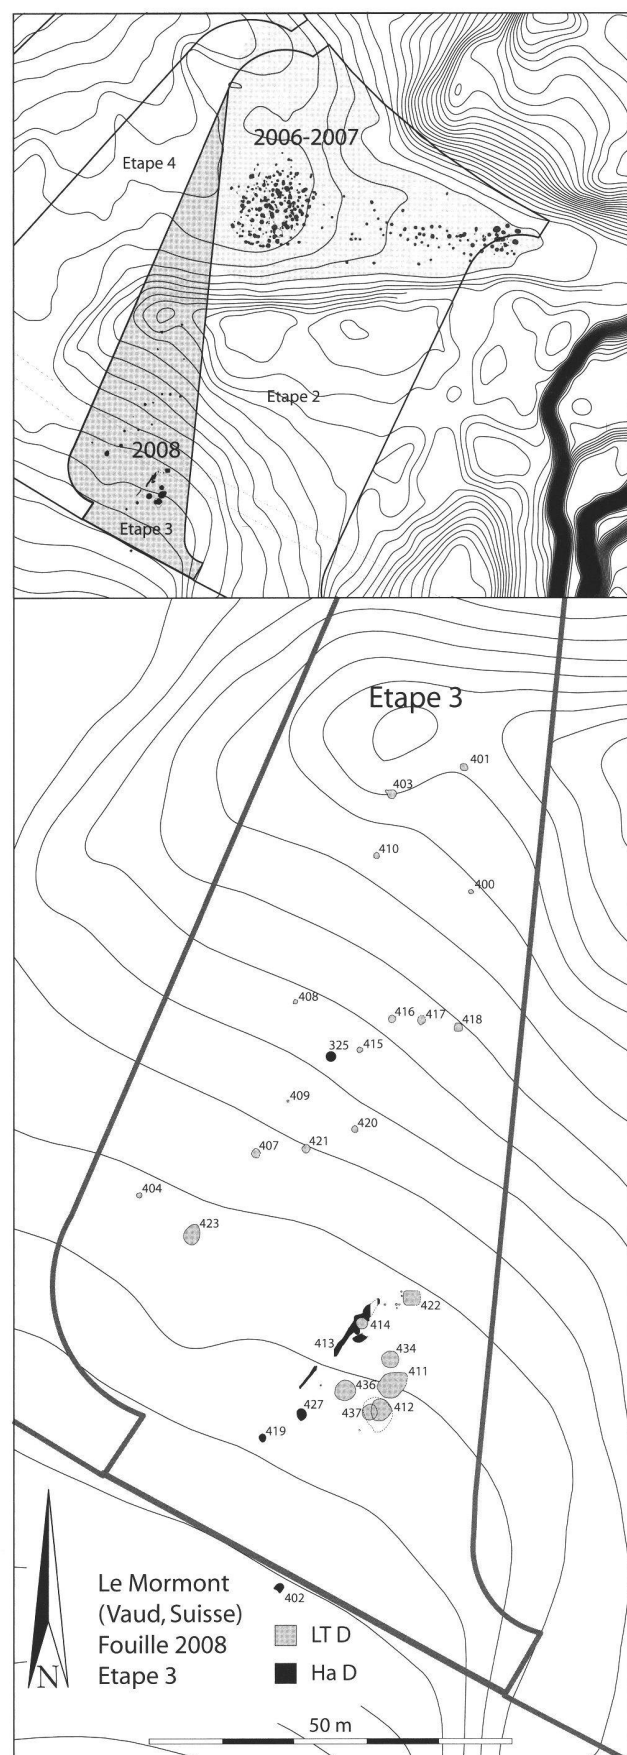 2006-2007
Etape 4
Etape 2
2008
Etape 3
Etape 3
401
403
410
400
408
416
417
418
325
415
409
420
407
421
404
423
422
414
413
434
411
436
437
412
427
419
402
Le Mormont
(Vaud, Suisse)
Fouille 2008
Etape 3
LT D
Ha D
N
50 m